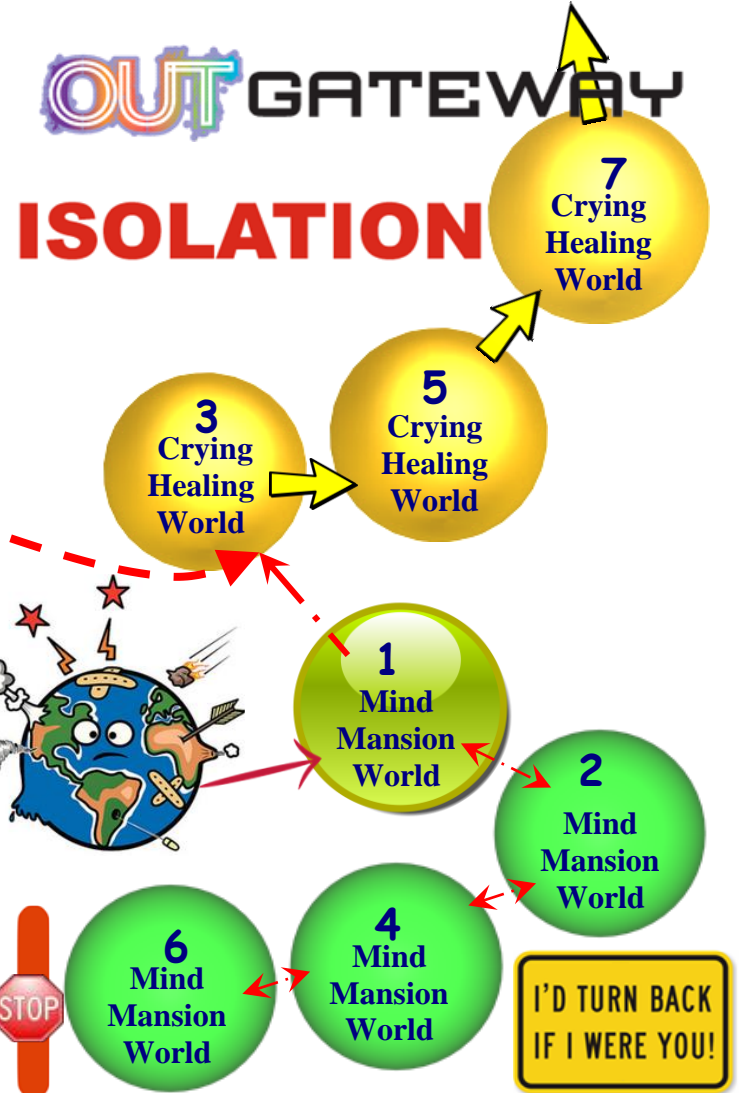 OUT GATEWAY
ISOLATION
7
Crying
Healing
World
5
Crying
Healing
World
3
Crying
Healing
World
1
Mind
Mansion
World
2
Mind
Mansion
World
4
Mind
Mansion
World
6
Mind
Mansion
World
STOP
I'D TURN BACK
IF I WERE YOU!